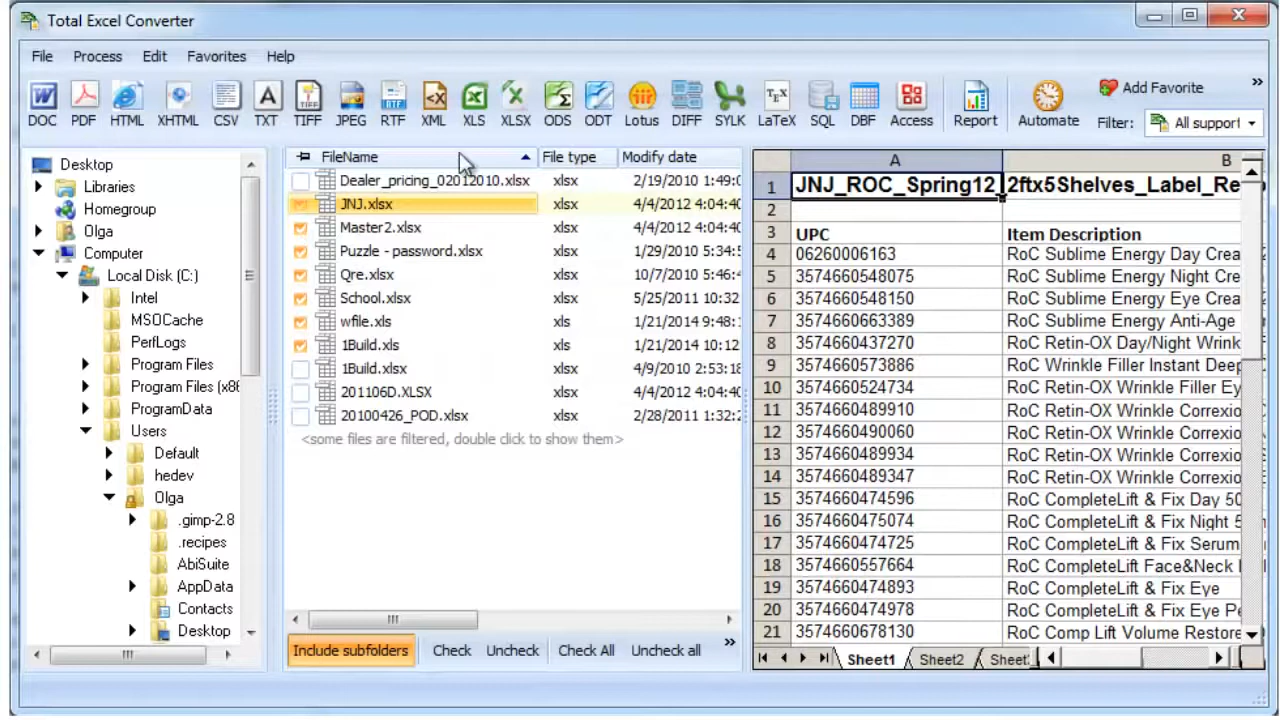 Total Excel Converter
File Process Edit Favorites Help
DOC PDF HTML XHTML CSV TXT TIFF JPEG RTF XML XLS XLSX ODS ODT Lotus DIFF SYLK LaTeX SQL DBF Access Report Automate
Add Favorite »
Filter: All support
Desktop
Libraries
Homegroup
Olga
Computer
Local Disk (C:)
Intel
MSOCache
PerfLogs
Program Files
Program Files (x86
ProgramData
Users
Default
hedev
Olga
.gimp-2.8
.recipes
AbiSuite
AppData
Contacts
Desktop
FileName File type Modify date
Dealer_pricing_02012010.xlsx xlsx 2/19/2010 1:49:0
JNJ.xlsx xlsx 4/4/2012 4:04:40
Master2.xlsx xlsx 4/4/2012 4:04:40
Puzzle - password.xlsx xlsx 1/29/2010 5:34:5
Qre.xlsx xlsx 10/7/2010 5:46:
School.xlsx xlsx 5/25/2011 10:32
wfile.xls xls 1/21/2014 9:48:
1Build.xls xls 1/21/2014 10:12
1Build.xlsx xlsx 4/9/2010 2:53:18
201106D.XLSX xlsx 4/4/2012 4:04:40
20100426_POD.xlsx xlsx 2/28/2011 1:32:2
<some files are filtered, double click to show them>
Include subfolders Check Uncheck Check All Uncheck all »
A B
1 JNJ_ROC_Spring12_2ftx5Shelves_Label_Re
2
3 UPC Item Description
4 06260006163 RoC Sublime Energy Day Crea
5 3574660548075 RoC Sublime Energy Night Cre
6 3574660548150 RoC Sublime Energy Eye Crea
7 3574660663389 RoC Sublime Energy Anti-Age
8 3574660437270 RoC Retin-OX Day/Night Wrink
9 3574660573886 RoC Wrinkle Filler Instant Deep
10 3574660524734 RoC Retin-OX Wrinkle Filler Ey
11 3574660489910 RoC Retin-OX Wrinkle Correxio
12 3574660490060 RoC Retin-OX Wrinkle Correxio
13 3574660489934 RoC Retin-OX Wrinkle Correxio
14 3574660489347 RoC Retin-OX Wrinkle Correxio
15 3574660474596 RoC CompleteLift & Fix Day 50
16 3574660475074 RoC CompleteLift & Fix Night 5
17 3574660474725 RoC CompleteLift & Fix Serum
18 3574660557664 RoC CompleteLift Face&Neck
19 3574660474893 RoC CompleteLift & Fix Eye
20 3574660474978 RoC CompleteLift & Fix Eye Pe
21 3574660678130 RoC Comp Lift Volume Restore
Sheet1 Sheet2 Sheet